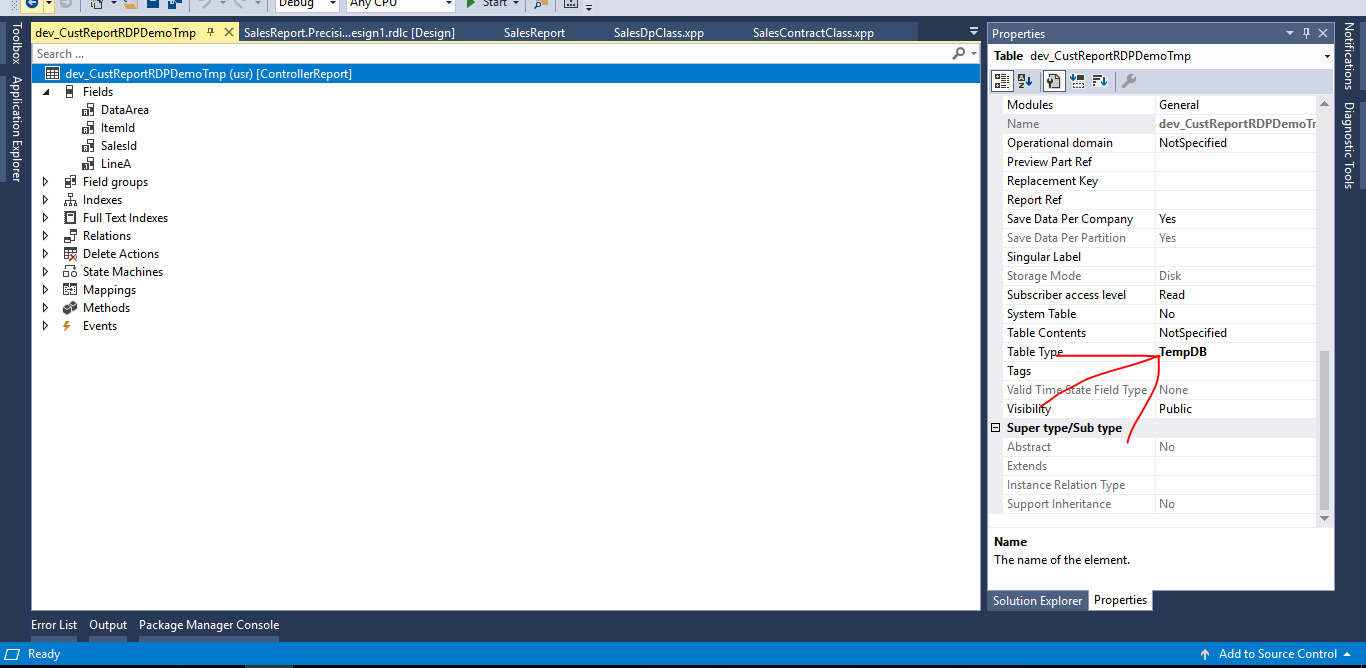 Debug Any CPU Start
dev_CustReportRDPDemoTmp SalesReport.Precisi...esign1.rdlc [Design] SalesReport SalesDpClass.xpp SalesContractClass.xpp
Search ...
dev_CustReportRDPDemoTmp (usr) [ControllerReport]
Fields
DataArea
ItemId
SalesId
LineA
Field groups
Indexes
Full Text Indexes
Relations
Delete Actions
State Machines
Mappings
Methods
Events
Toolbox
Application Explorer
Properties
Table dev_CustReportRDPDemoTmp
Modules General
Name dev_CustReportRDPDemoTr
Operational domain NotSpecified
Preview Part Ref
Replacement Key
Report Ref
Save Data Per Company Yes
Save Data Per Partition Yes
Singular Label
Storage Mode Disk
Subscriber access level Read
System Table No
Table Contents NotSpecified
Table Type TempDB
Tags
Valid Time State Field Type None
Visibility Public
Super type/Sub type
Abstract No
Extends
Instance Relation Type
Support Inheritance No
Name
The name of the element.
Solution Explorer Properties
Notifications
Diagnostic Tools
Error List Output Package Manager Console
Ready Add to Source Control